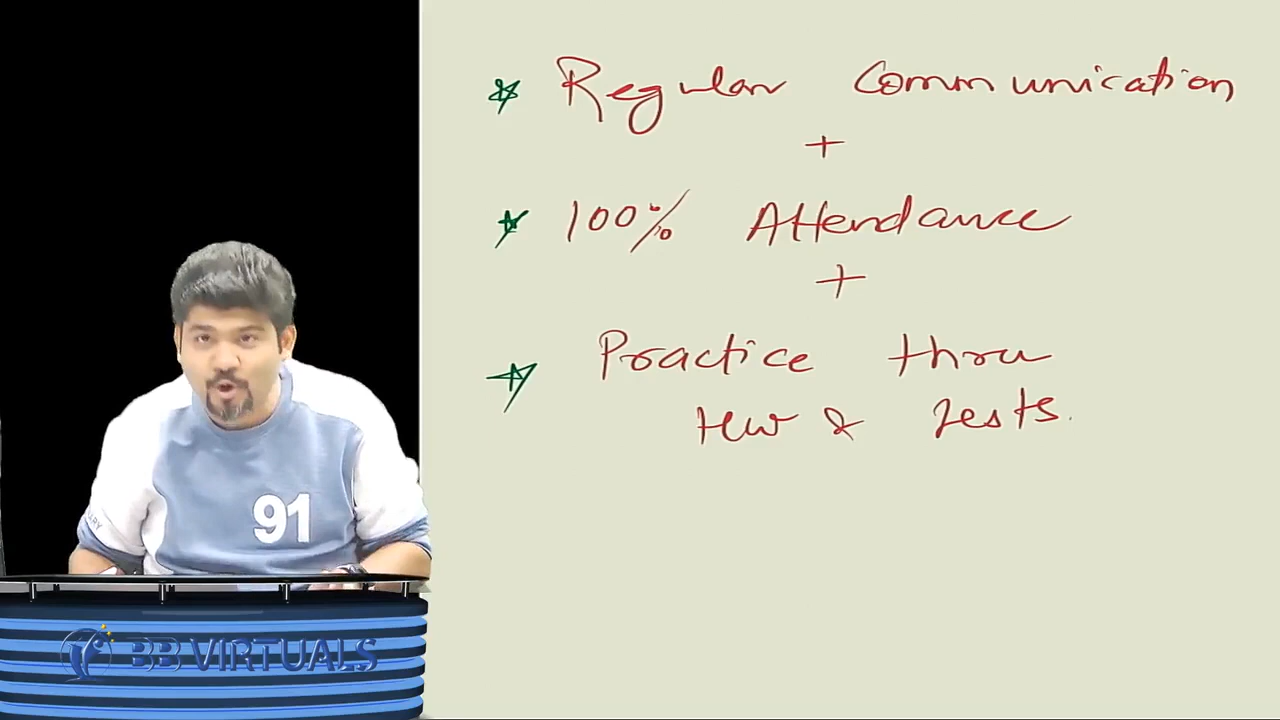 Regular Communication
+
100% Attendance
+
Practice thru
HW & Tests.
91
BB VIRTUALS